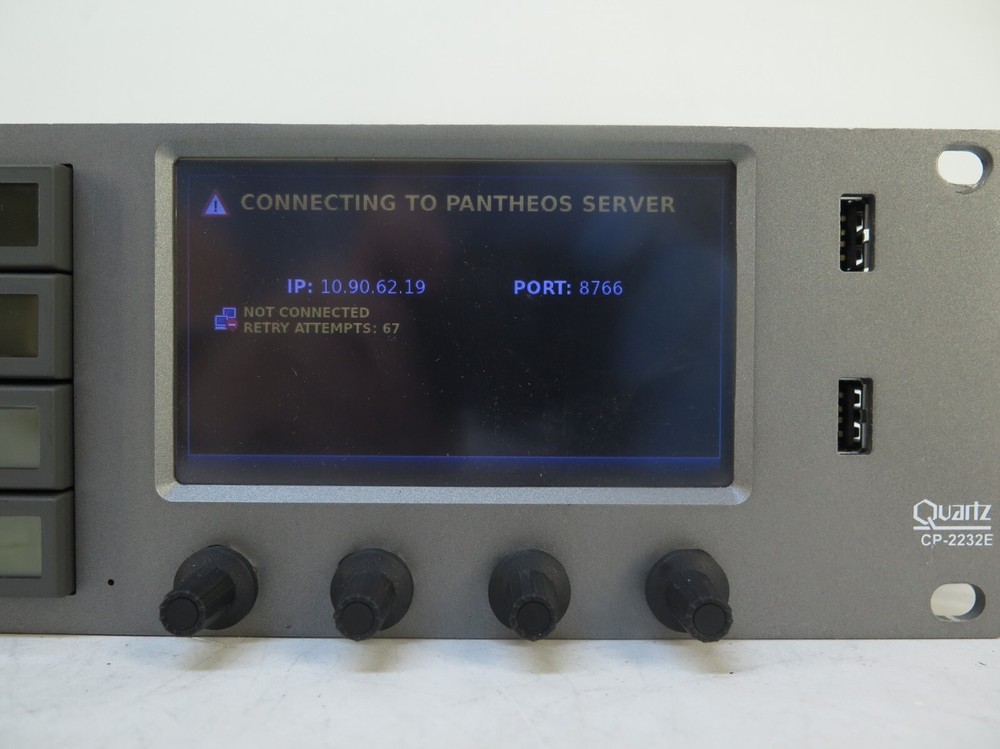 CONNECTING TO PANTHEOS SERVER
IP: 10.90.62.19 PORT: 8766
NOT CONNECTED
RETRY ATTEMPTS: 67
Quartz
CP-2232E